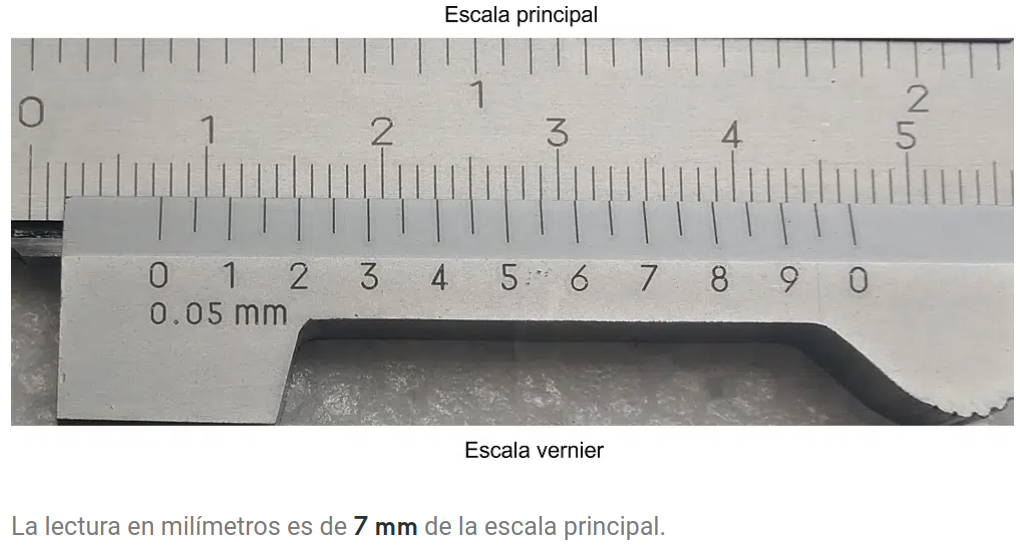 Escala principal
1
2
0
1 2 3 4 5
0 1 2 3 4 5 6 7 8 9 0
0.05 mm
Escala vernier
La lectura en milímetros es de 7 mm de la escala principal.